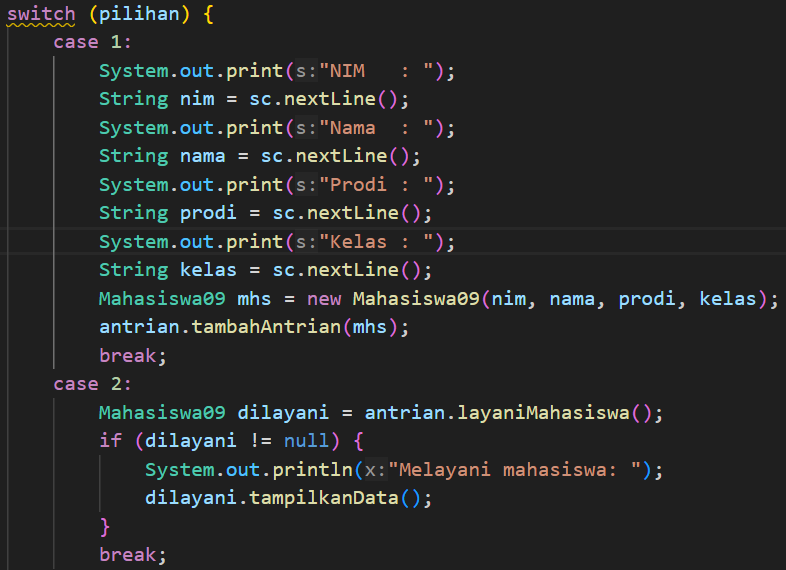 switch (pilihan) {
    case 1:
        System.out.print(s:"NIM   : ");
        String nim = sc.nextLine();
        System.out.print(s:"Nama  : ");
        String nama = sc.nextLine();
        System.out.print(s:"Prodi : ");
        String prodi = sc.nextLine();
        System.out.print(s:"Kelas : ");
        String kelas = sc.nextLine();
        Mahasiswa09 mhs = new Mahasiswa09(nim, nama, prodi, kelas);
        antrian.tambahAntrian(mhs);
        break;
    case 2:
        Mahasiswa09 dilayani = antrian.layaniMahasiswa();
        if (dilayani != null) {
            System.out.println(x:"Melayani mahasiswa: ");
            dilayani.tampilkanData();
        }
        break;